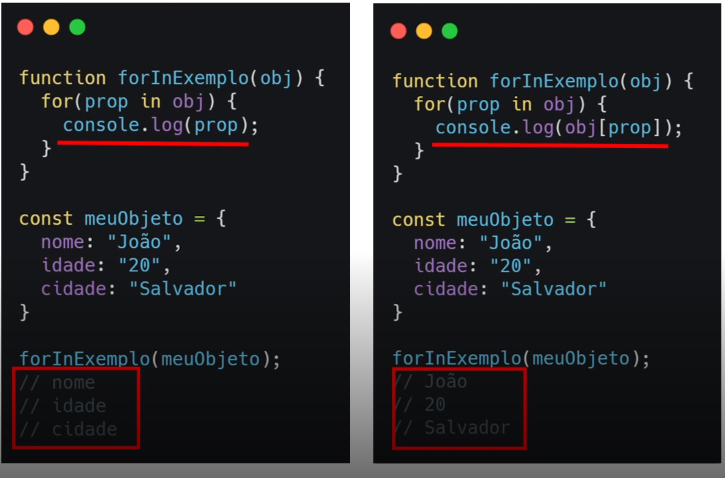 function forInExemplo(obj) {
  for(prop in obj) {
    console.log(prop);
  }
}
const meuObjeto = {
  nome: "João",
  idade: "20",
  cidade: "Salvador"
}
forInExemplo(meuObjeto);
// nome
// idade
// cidade
function forInExemplo(obj) {
  for(prop in obj) {
    console.log(obj[prop]);
  }
}
const meuObjeto = {
  nome: "João",
  idade: "20",
  cidade: "Salvador"
}
forInExemplo(meuObjeto);
// João
// 20
// Salvador